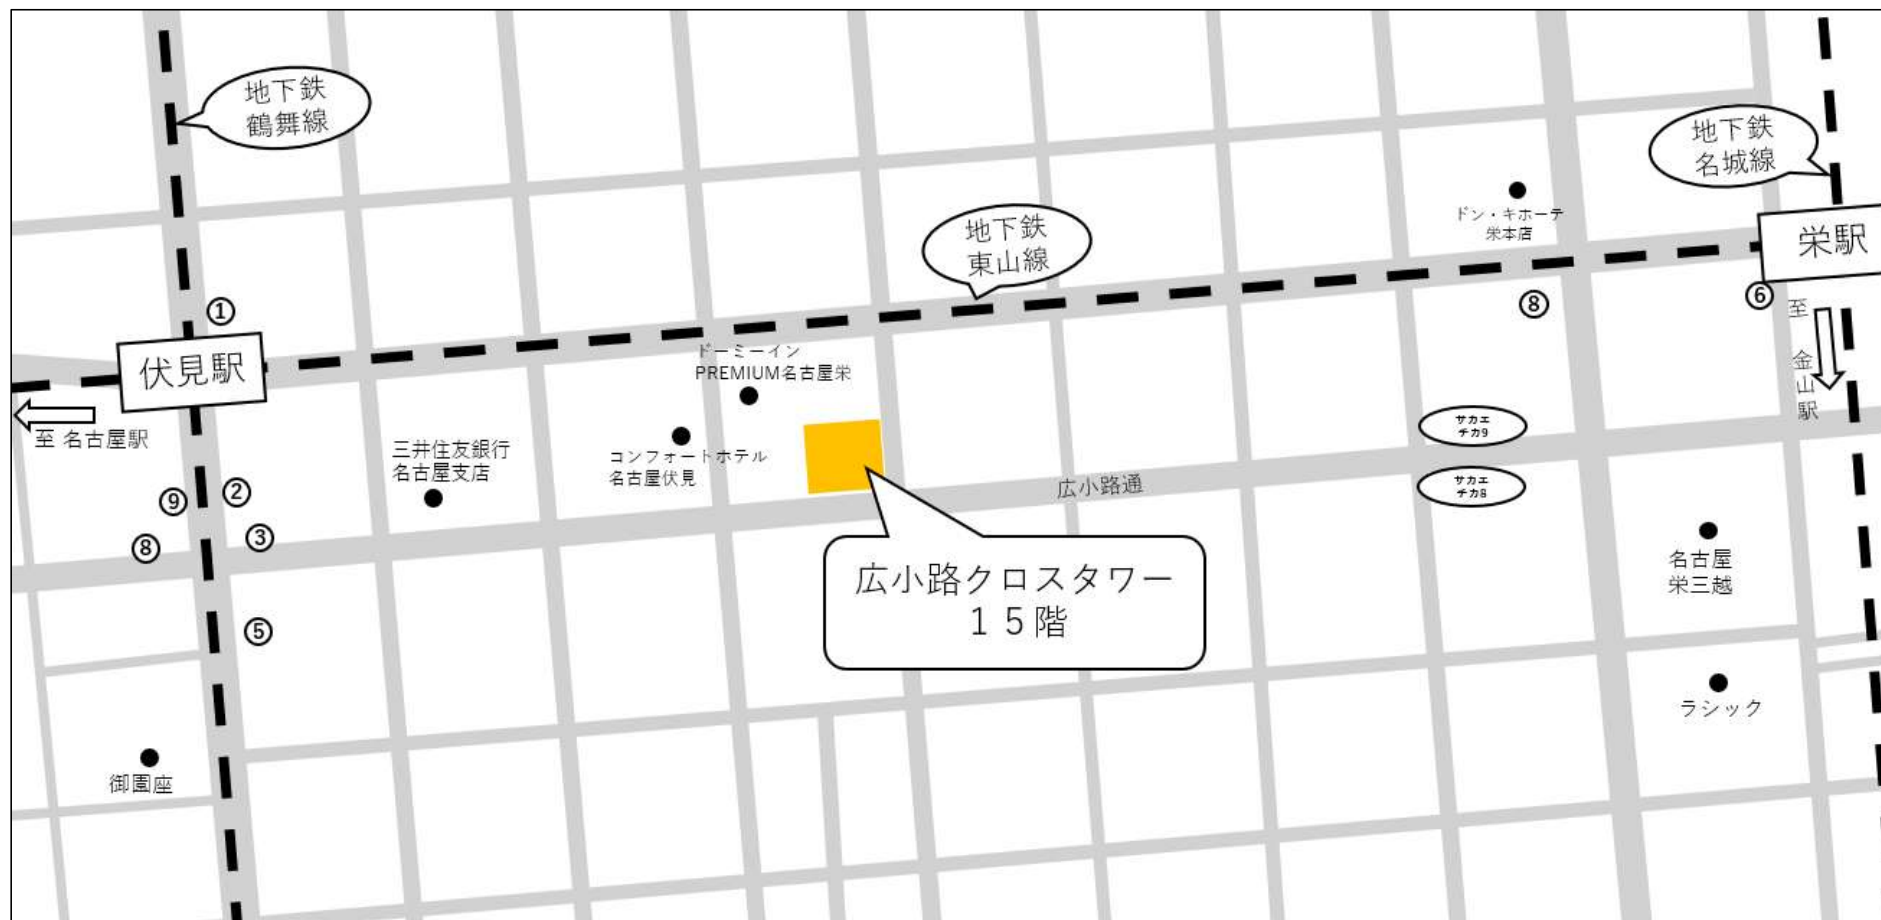 地下鉄
鶴舞線
地下鉄
名城線
ドン・キホーテ
栄本店
地下鉄
東山線
栄駅
⑥
⑧
至
金山駅
①
伏見駅
至 名古屋駅
ドーミーイン
PREMIUM名古屋栄
三井住友銀行
名古屋支店
コンフォートホテル
名古屋伏見
サカエ
チカ9
サカエ
チカ8
広小路通
⑨
②
③
⑧
⑤
広小路クロスタワー
１５階
名古屋
栄三越
ラシック
御園座